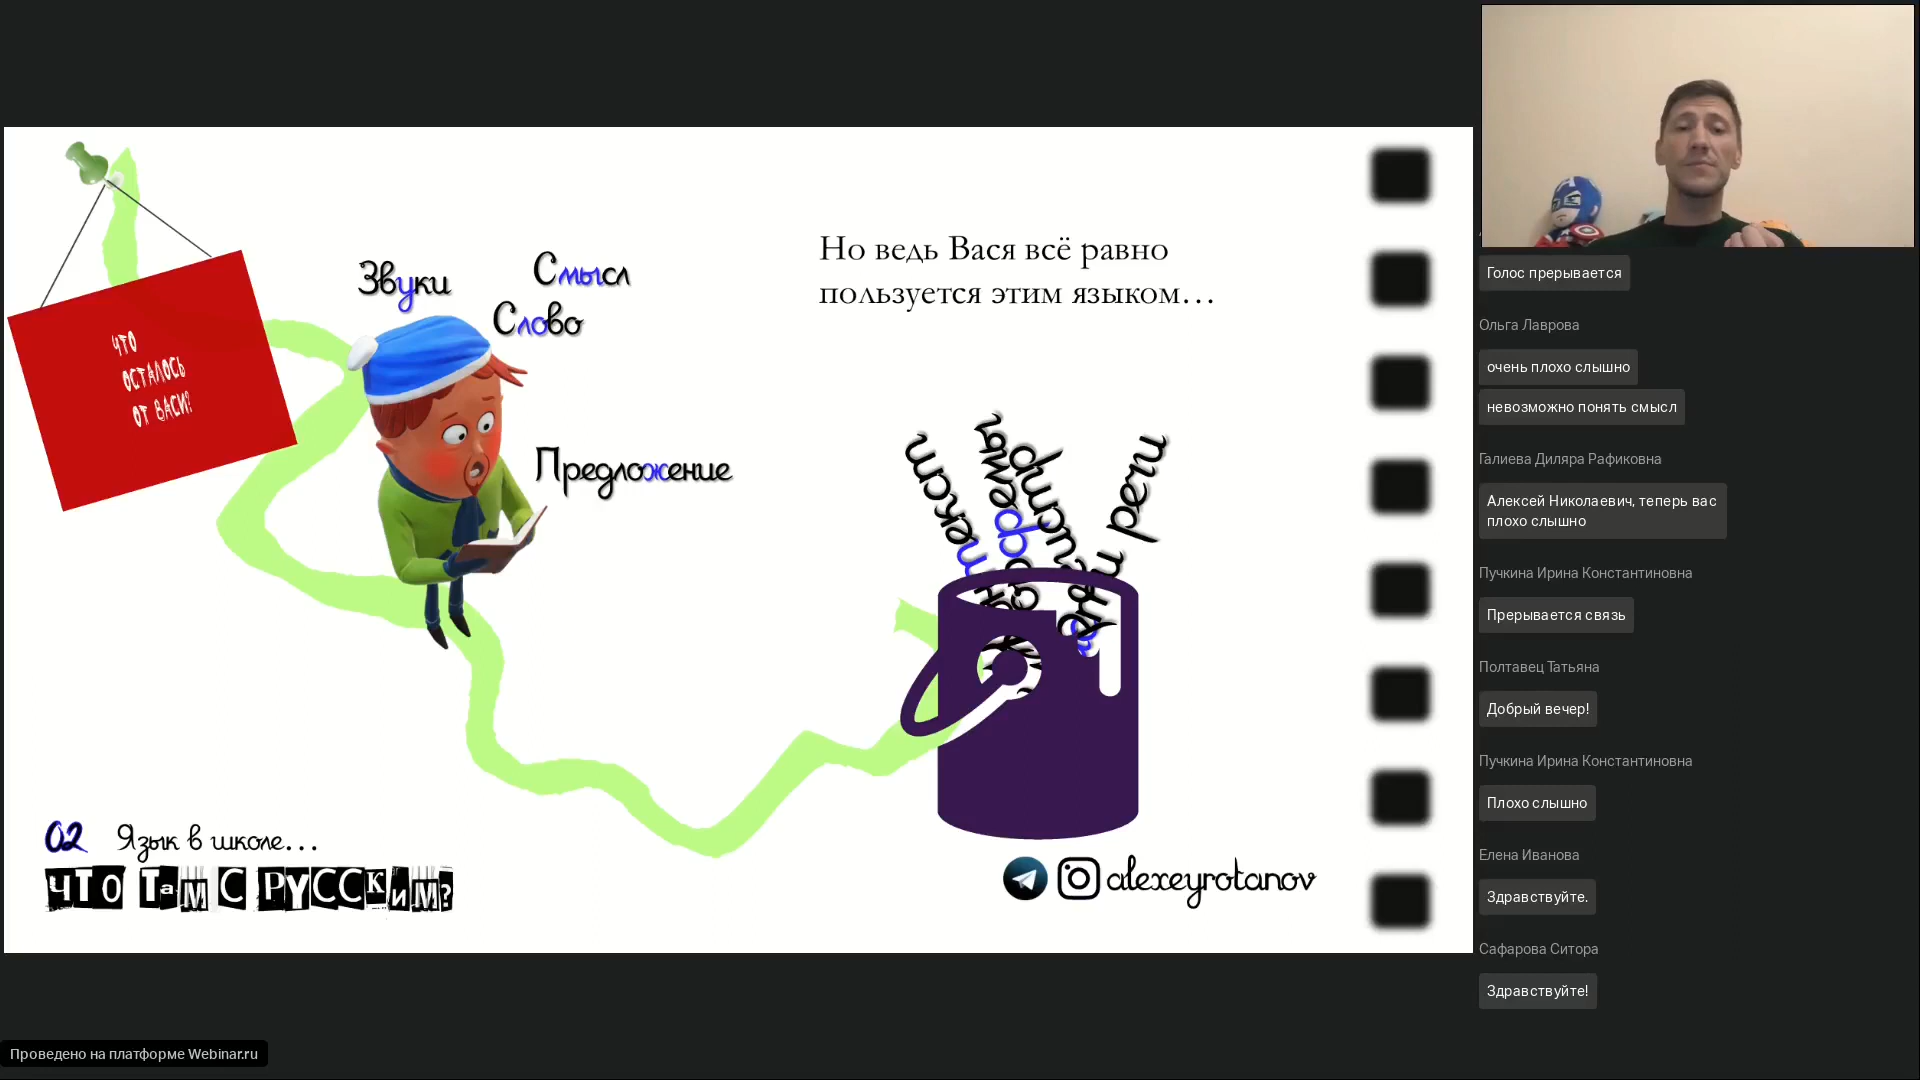 ЧТО
ОСТАЛОСЬ
ОТ ВАСИ?
Звуки
Смысл
Слово
Предложение
Но ведь Вася всё равно
пользуется этим языком…
речи
02 Язык в школе…
ЧТО ТаМ С РУССКИМ?
alexeyrotanov
Голос прерывается
Ольга Лаврова
очень плохо слышно
невозможно понять смысл
Галиева Диляра Рафиковна
Алексей Николаевич, теперь вас
плохо слышно
Пучкина Ирина Константиновна
Прерывается связь
Полтавец Татьяна
Добрый вечер!
Пучкина Ирина Константиновна
Плохо слышно
Елена Иванова
Здравствуйте.
Сафарова Ситора
Здравствуйте!
Проведено на платформе Webinar.ru